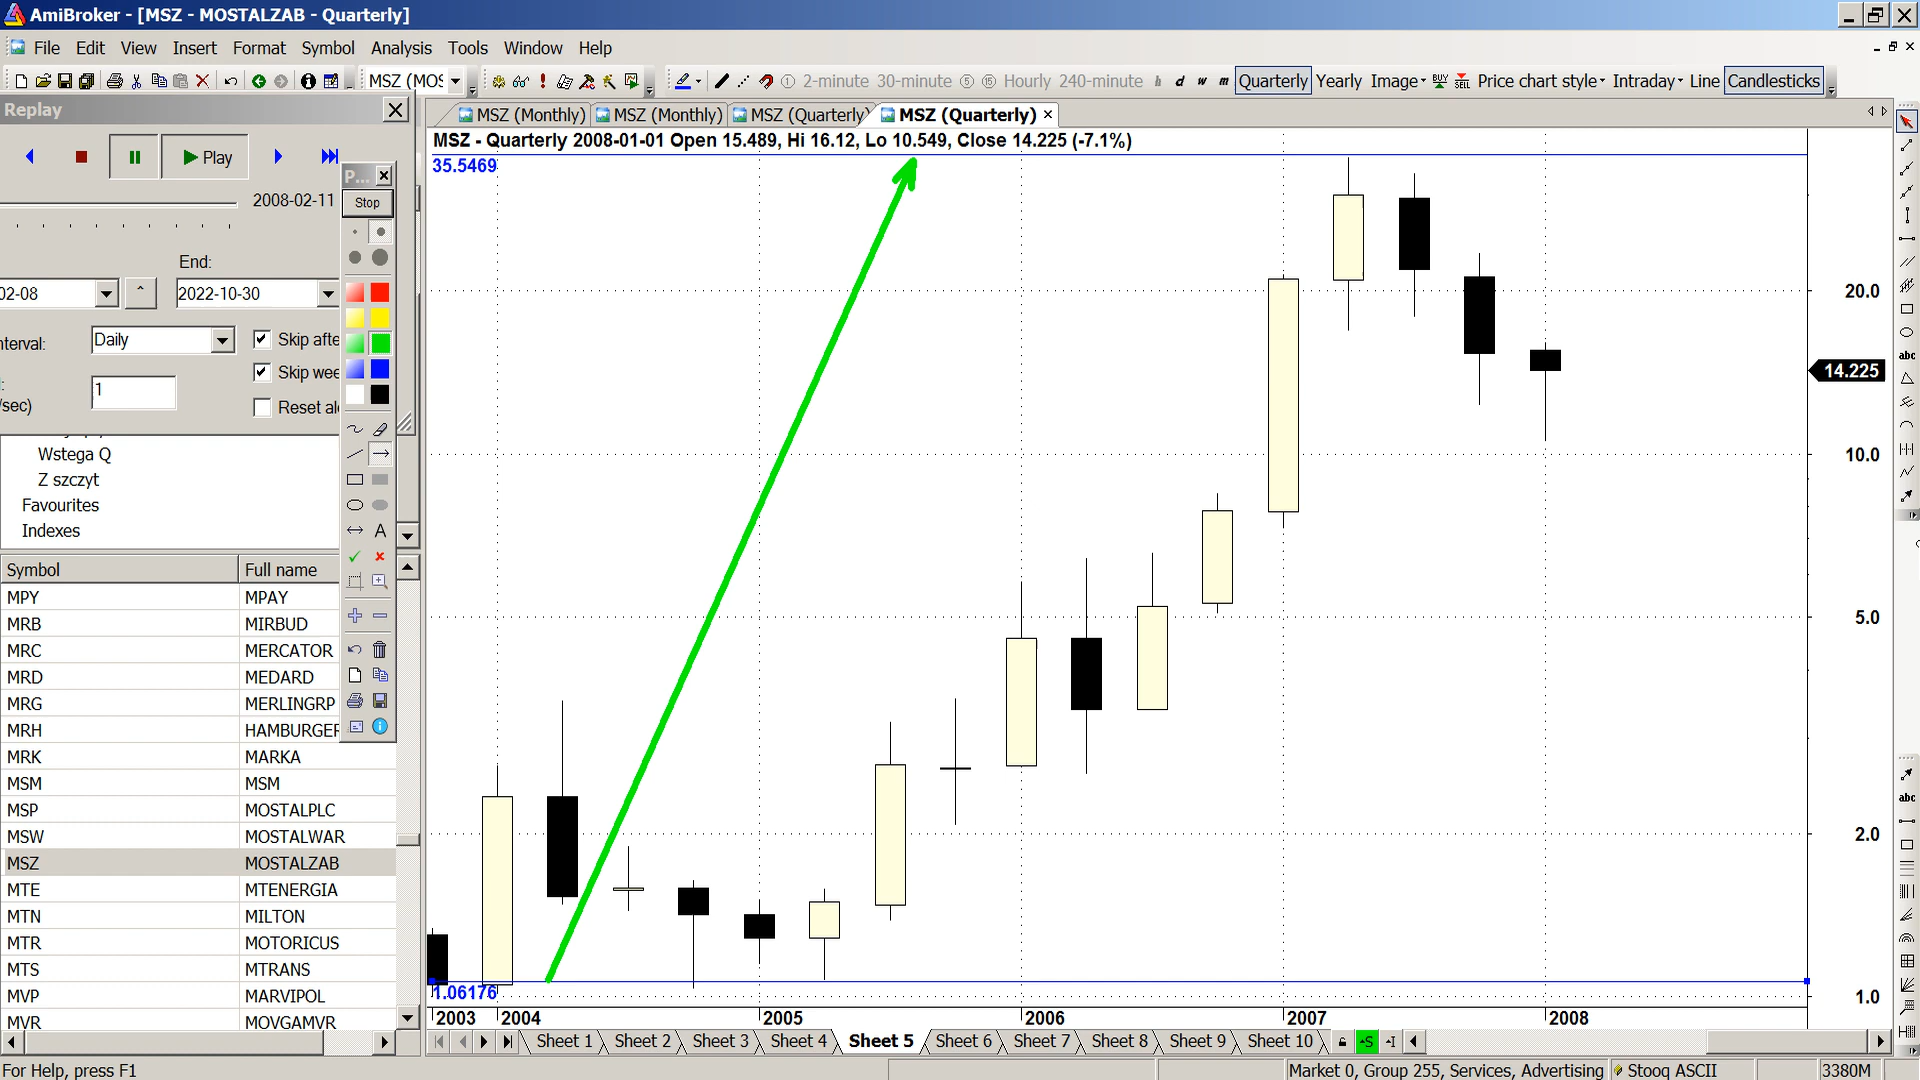 AmiBroker - [MSZ - MOSTALZAB - Quarterly]
File Edit View Insert Format Symbol Analysis Tools Window Help
MSZ (MOS 2-minute 30-minute Hourly 240-minute h d w m Quarterly Yearly Image BUY SELL Price chart style Intraday Line Candlesticks
Replay
MSZ (Monthly) MSZ (Monthly) MSZ (Quarterly) MSZ (Quarterly)
MSZ - Quarterly 2008-01-01 Open 15.489, Hi 16.12, Lo 10.549, Close 14.225 (-7.1%)
35.5469
Play
P...
Stop
2008-02-11
End:
02-08
2022-10-30
nterval:
Daily
Skip afte
Skip wee
1
/sec)
Reset al
Wstega Q
Z szczyt
Favourites
Indexes
Symbol Full name
MPY MPAY
MRB MIRBUD
MRC MERCATOR
MRD MEDARD
MRG MERLINGRP
MRH HAMBURGER
MRK MARKA
MSM MSM
MSP MOSTALPLC
MSW MOSTALWAR
MSZ MOSTALZAB
MTE MTENERGIA
MTN MILTON
MTR MOTORICUS
MTS MTRANS
MVP MARVIPOL
MVR MOVGAMVR
A
20.0
14.225
10.0
5.0
2.0
1.0
abc
abc
1.06176
2003 2004 2005 2006 2007 2008
Sheet 1 Sheet 2 Sheet 3 Sheet 4 Sheet 5 Sheet 6 Sheet 7 Sheet 8 Sheet 9 Sheet 10
S I
For Help, press F1
Market 0, Group 255, Services, Advertising
Stooq ASCII
3380M